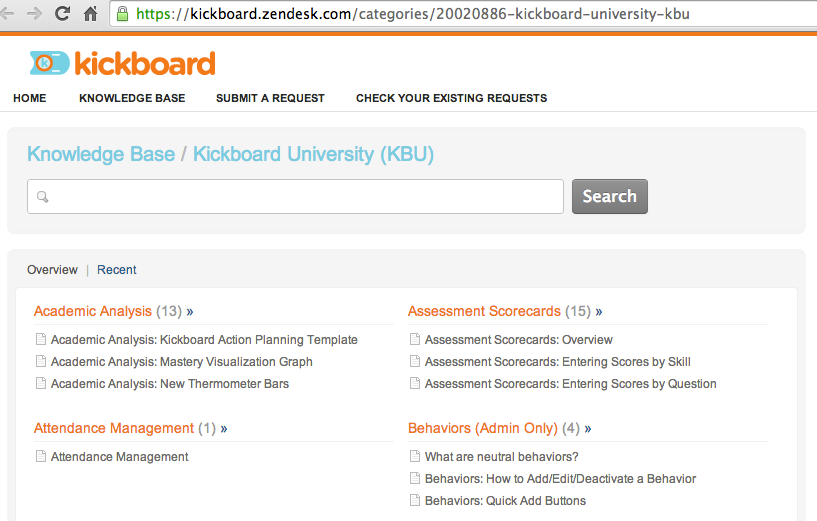 https://kickboard.zendesk.com/categories/20020886-kickboard-university-kbu
k kickboard
HOME KNOWLEDGE BASE SUBMIT A REQUEST CHECK YOUR EXISTING REQUESTS
Knowledge Base / Kickboard University (KBU)
Search
Overview | Recent
Academic Analysis (13) »
Academic Analysis: Kickboard Action Planning Template
Academic Analysis: Mastery Visualization Graph
Academic Analysis: New Thermometer Bars
Assessment Scorecards (15) »
Assessment Scorecards: Overview
Assessment Scorecards: Entering Scores by Skill
Assessment Scorecards: Entering Scores by Question
Attendance Management (1) »
Attendance Management
Behaviors (Admin Only) (4) »
What are neutral behaviors?
Behaviors: How to Add/Edit/Deactivate a Behavior
Behaviors: Quick Add Buttons